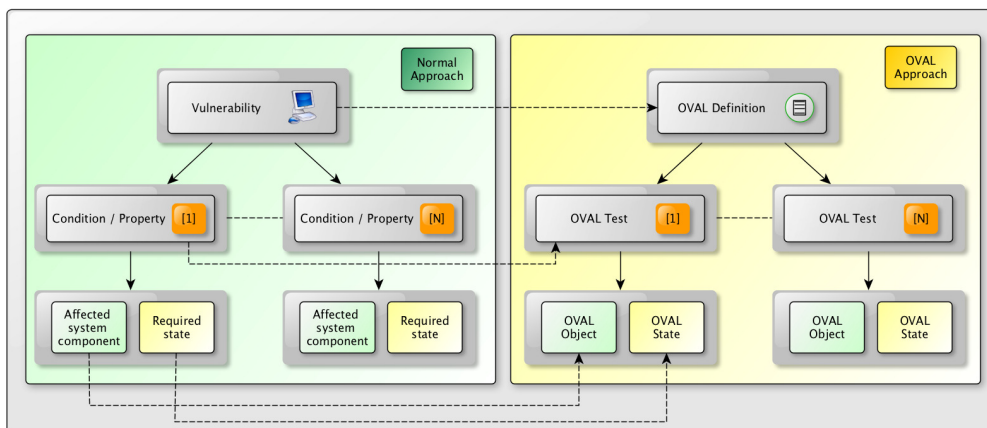 Normal
Approach
OVAL
Approach
Vulnerability
OVAL Definition
Condition / Property
[1]
Condition / Property
[N]
OVAL Test
[1]
OVAL Test
[N]
Affected
system
component
Required
state
Affected
system
component
Required
state
OVAL
Object
OVAL
State
OVAL
Object
OVAL
State